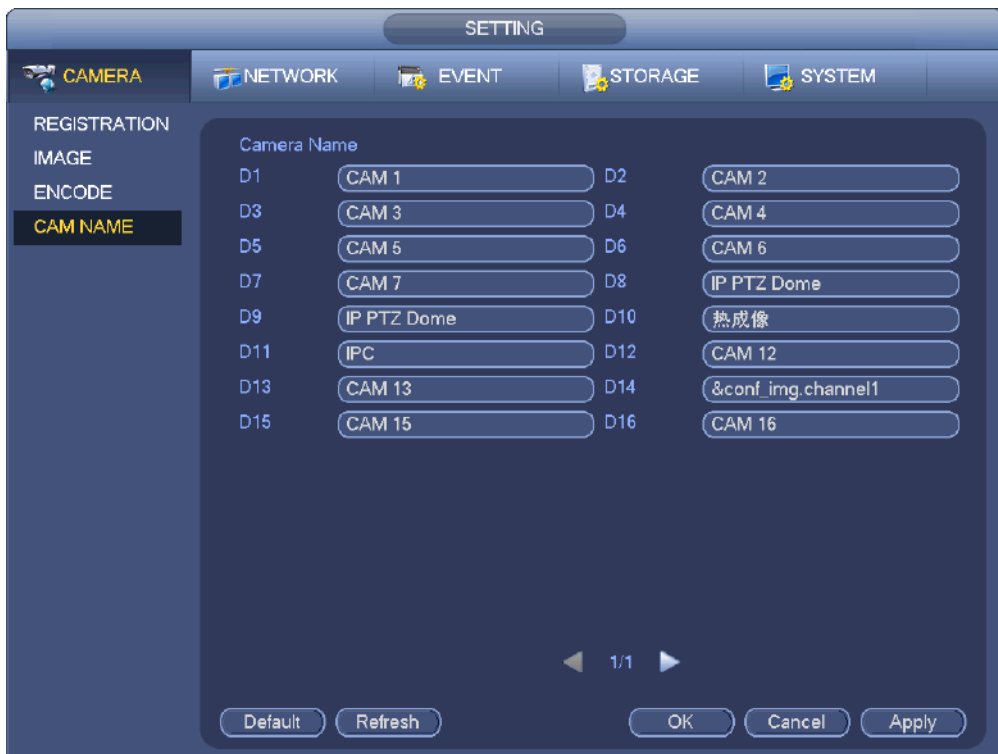 SETTING
CAMERA NETWORK EVENT STORAGE SYSTEM
REGISTRATION
IMAGE
ENCODE
CAM NAME
Camera Name
D1 CAM 1 D2 CAM 2
D3 CAM 3 D4 CAM 4
D5 CAM 5 D6 CAM 6
D7 CAM 7 D8 IP PTZ Dome
D9 IP PTZ Dome D10 热成像
D11 IPC D12 CAM 12
D13 CAM 13 D14 &conf_img.channel1
D15 CAM 15 D16 CAM 16
1/1
Default Refresh OK Cancel Apply